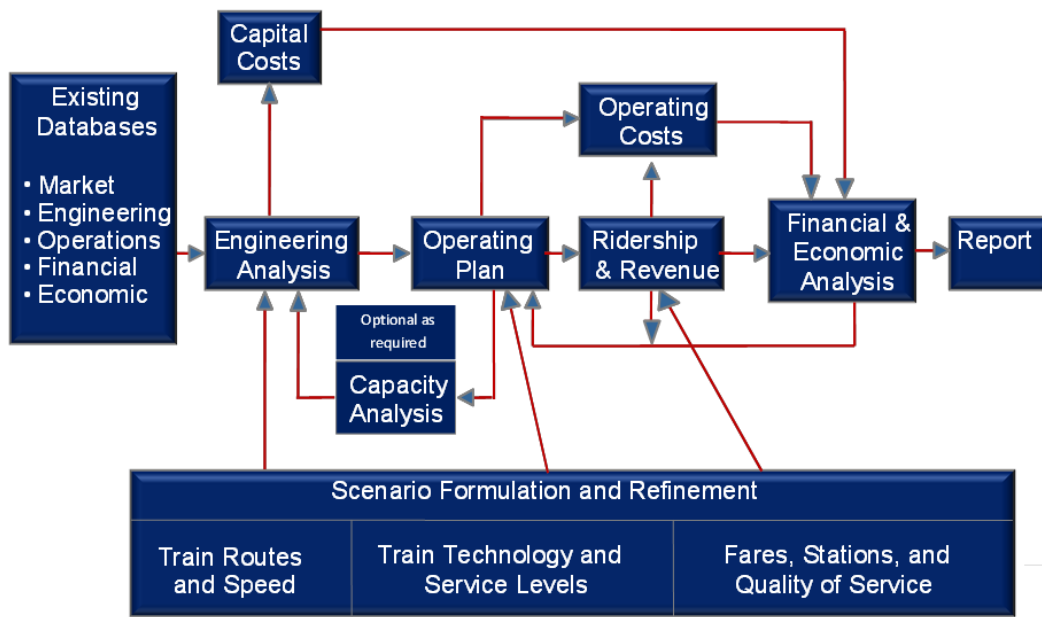 Capital
Costs
Existing
Databases
• Market
• Engineering
• Operations
• Financial
• Economic
Operating
Costs
Engineering
Analysis
Operating
Plan
Ridership
& Revenue
Financial &
Economic
Analysis
Report
Optional as
required
Capacity
Analysis
Scenario Formulation and Refinement
Train Routes
and Speed
Train Technology and
Service Levels
Fares, Stations, and
Quality of Service